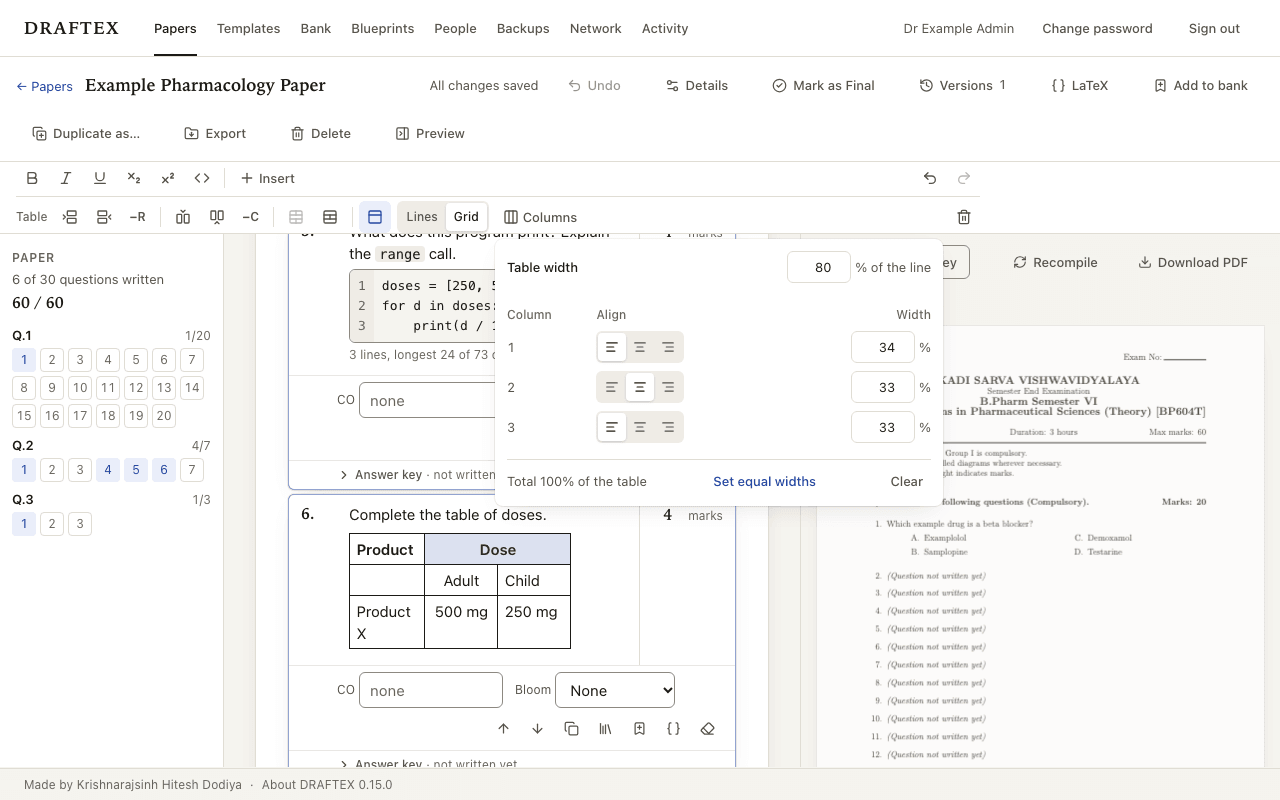 DRAFTEX Papers Templates Bank Blueprints People Backups Network Activity Dr Example Admin Change password Sign out
← Papers Example Pharmacology Paper All changes saved Undo Details Mark as Final Versions 1 {} LaTeX Add to bank
Duplicate as... Export Delete Preview
B I U X₂ x² <> + Insert
Table −R −C Lines Grid Columns
PAPER
6 of 30 questions written
60 / 60
Q.1 1/20
1 2 3 4 5 6 7
8 9 10 11 12 13 14
15 16 17 18 19 20
Q.2 4/7
1 2 3 4 5 6 7
Q.3 1/3
1 2 3
What does this program print? Explain
marks
the range call.
1 doses = [250, 5
2 for d in doses:
3 print(d / 1
3 lines, longest 24 of 73 c
CO none
Answer key · not written
Table width 80 % of the line
Column Align Width
1 34 %
2 33 %
3 33 %
Total 100% of the table Set equal widths Clear
6. Complete the table of doses. 4 marks
Product Dose
Adult Child
Product X 500 mg 250 mg
CO none Bloom None
{}
Answer key · not written yet
ey Recompile Download PDF
Exam No:
KADI SARVA VISHWAVIDYALAYA
Semester End Examination
B.Pharm Semester VI
ns in Pharmaceutical Sciences (Theory) [BP604T]
Duration: 3 hours Max marks: 60
Group I is compulsory.
lled diagrams wherever necessary.
ght indicates marks.
following questions (Compulsory). Marks: 20
1. Which example drug is a beta blocker?
A. Examplolol C. Demoxamol
B. Samplopine D. Testarine
2. (Question not written yet)
3. (Question not written yet)
4. (Question not written yet)
5. (Question not written yet)
6. (Question not written yet)
7. (Question not written yet)
8. (Question not written yet)
9. (Question not written yet)
10. (Question not written yet)
11. (Question not written yet)
12. (Question not written yet)
Made by Krishnarajsinh Hitesh Dodiya · About DRAFTEX 0.15.0